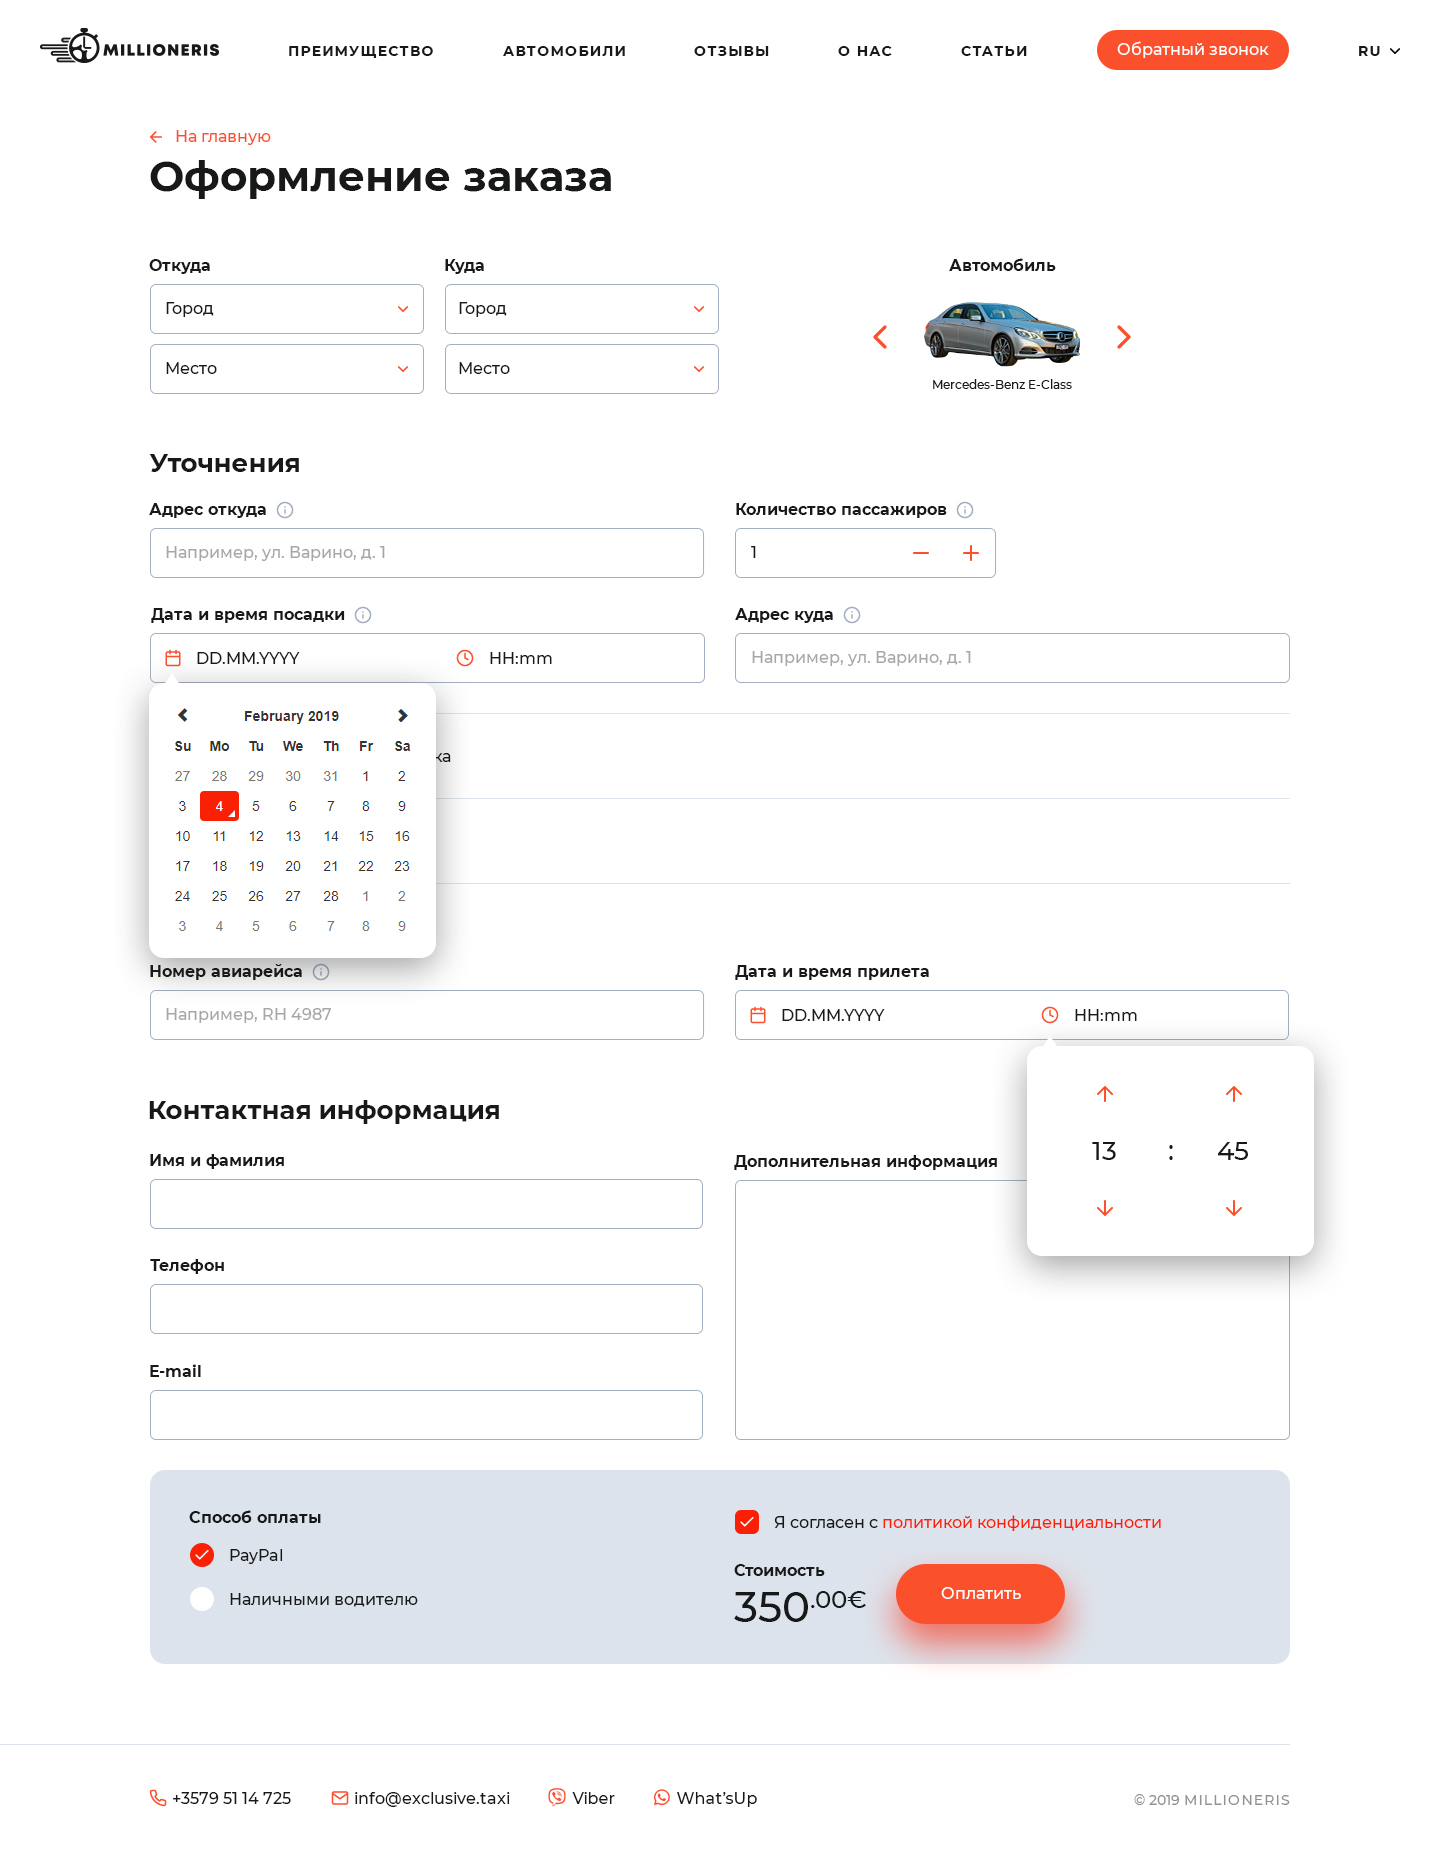 MILLIONERIS
ПРЕИМУЩЕСТВО
АВТОМОБИЛИ
ОТЗЫВЫ
О НАС
СТАТЬИ
Обратный звонок
RU
На главную
Оформление заказа
Откуда
Куда
Автомобиль
Город
Город
Место
Место
Mercedes-Benz E-Class
Уточнения
Адрес откуда
Количество пассажиров
Например, ул. Варино, д. 1
1
Дата и время посадки
Адрес куда
DD.MM.YYYY
HH:mm
Например, ул. Варино, д. 1
February 2019
Su Mo Tu We Th Fr Sa
27 28 29 30 31 1 2
3 4 5 6 7 8 9
10 11 12 13 14 15 16
17 18 19 20 21 22 23
24 25 26 27 28 1 2
3 4 5 6 7 8 9
ка
Номер авиарейса
Дата и время прилета
Например, RH 4987
DD.MM.YYYY
HH:mm
13 : 45
Контактная информация
Имя и фамилия
Дополнительная информация
Телефон
E-mail
Способ оплаты
PayPal
Наличными водителю
Я согласен с политикой конфиденциальности
Стоимость
350.00€
Оплатить
+3579 51 14 725
info@exclusive.taxi
Viber
What’sUp
© 2019 MILLIONERIS